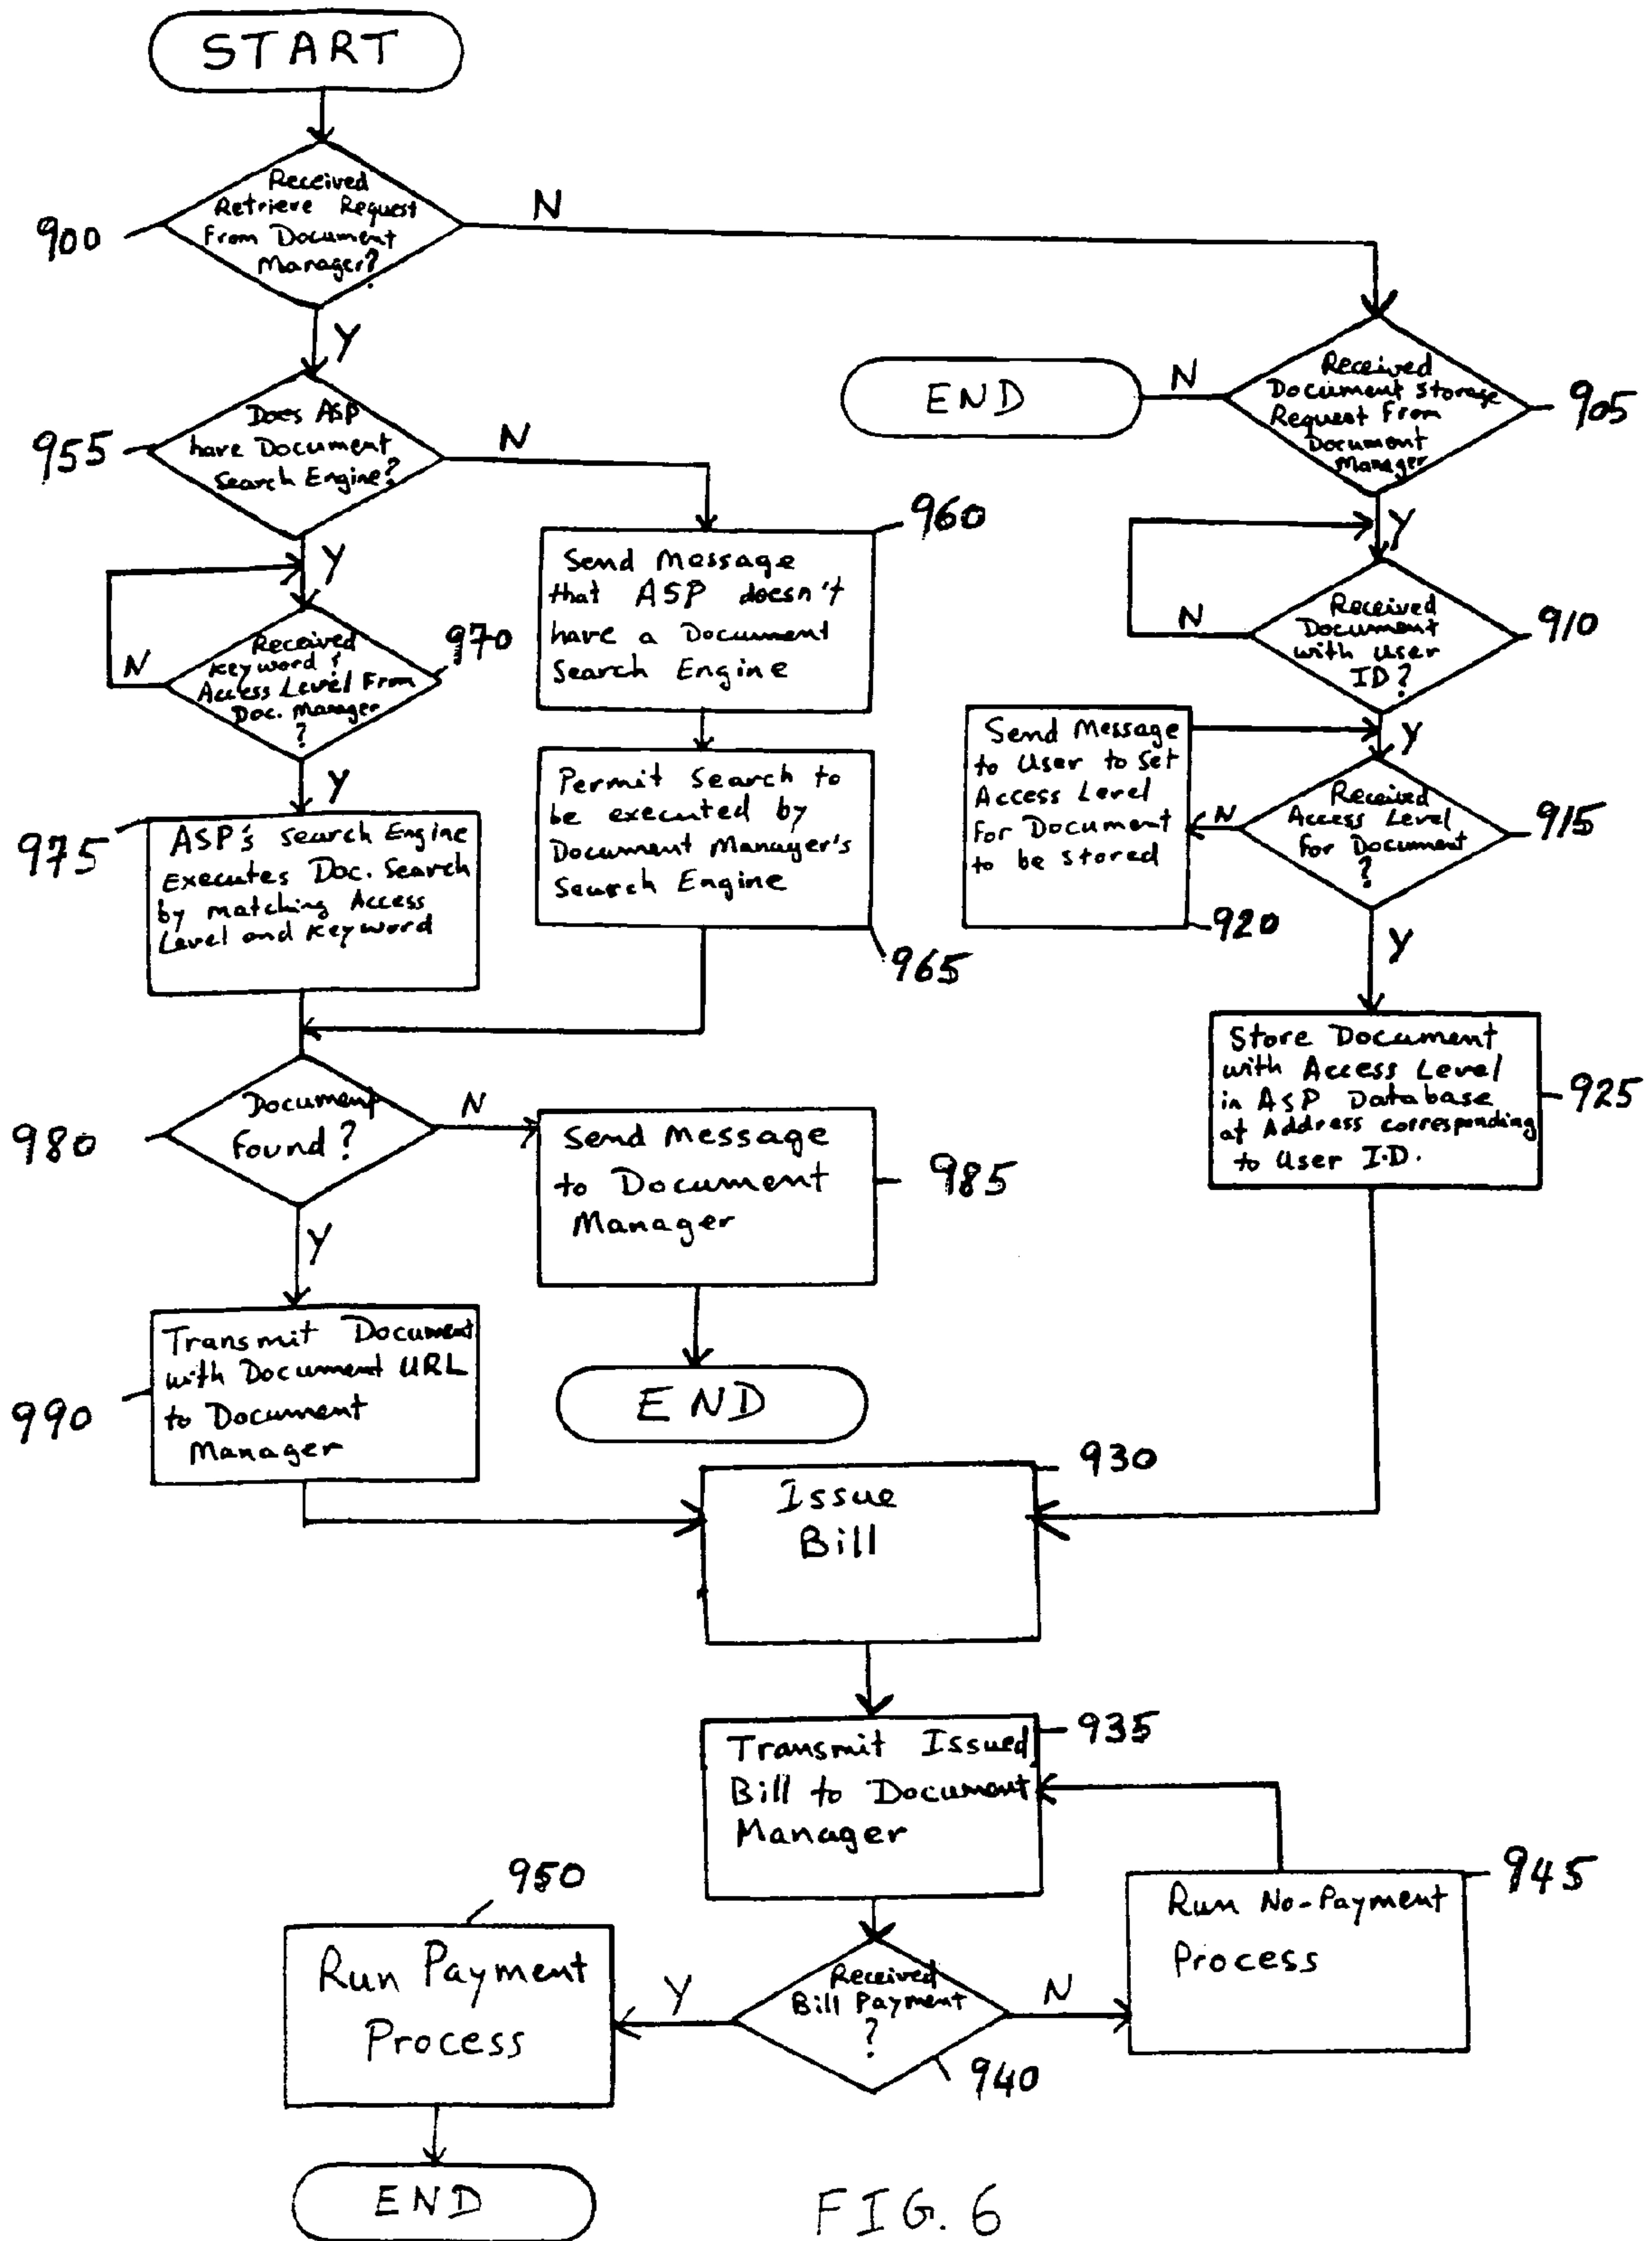 START
Received
Retrieve Request
From Document
Manager?
900
N
Y
Does ASP
have Document
Search Engine?
955
N
Y
Received
Keyword &
Access Level From
Doc. Manager
?
970
N
Y
ASP's Search Engine
Executes Doc. Search
by matching Access
Level and Keyword
975
960
Send Message
that ASP doesn't
have a Document
Search Engine
Permit Search to
be executed by
Document Manager's
Search Engine
965
END
N
Received
Document Storage
Request From
Document
Manager
905
Y
Received
Document
with User
ID?
910
N
Y
Send Message
to User to Set
Access Level
For Document
to be stored
920
N
Received
Access Level
for Document
?
915
Y
Store Document
with Access Level
in ASP Database
at Address corresponding
to User I.D.
925
Document
Found?
980
N
Send Message
to Document
Manager
985
END
Y
Transmit Document
with Document URL
to Document
Manager
990
930
Issue
Bill
Transmit Issued
Bill to Document
Manager
935
Received
Bill Payment
?
940
N
Run No-Payment
Process
945
Y
950
Run Payment
Process
END
FIG. 6